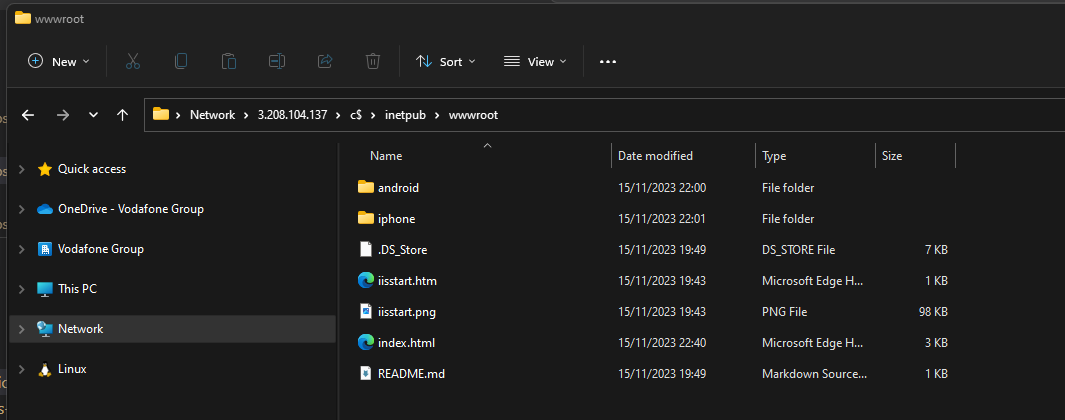 wwwroot
New Sort View
Network 3.208.104.137 c$ inetpub wwwroot
Name Date modified Type Size
Quick access
OneDrive - Vodafone Group
Vodafone Group
This PC
Network
Linux
android 15/11/2023 22:00 File folder
iphone 15/11/2023 22:01 File folder
.DS_Store 15/11/2023 19:49 DS_STORE File 7 KB
iisstart.htm 15/11/2023 19:43 Microsoft Edge H... 1 KB
iisstart.png 15/11/2023 19:43 PNG File 98 KB
index.html 15/11/2023 22:40 Microsoft Edge H... 3 KB
README.md 15/11/2023 19:49 Markdown Source... 1 KB